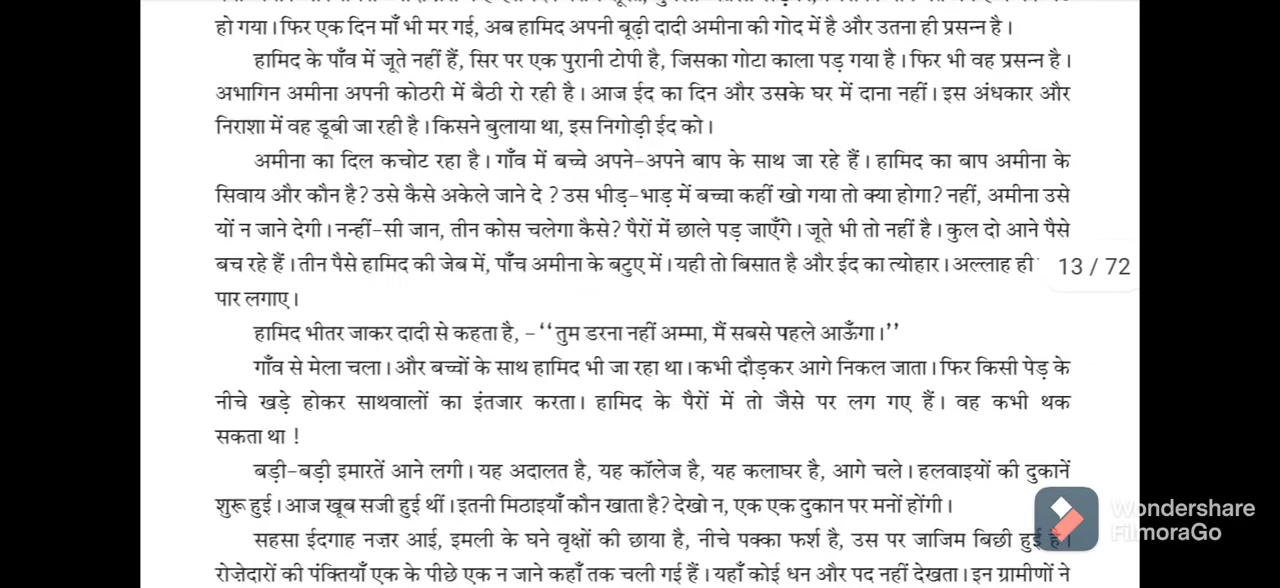 हो गया। फिर एक दिन माँ भी मर गई, अब हामिद अपनी बूढ़ी दादी अमीना की गोद में है और उतना ही प्रसन्न है।
हामिद के पाँव में जूते नहीं हैं, सिर पर एक पुरानी टोपी है, जिसका गोटा काला पड़ गया है। फिर भी वह प्रसन्न है।
अभागिन अमीना अपनी कोठरी में बैठी रो रही है। आज ईद का दिन और उसके घर में दाना नहीं। इस अंधकार और
निराशा में वह डूबी जा रही है। किसने बुलाया था, इस निगोड़ी ईद को।
अमीना का दिल कचोट रहा है। गाँव में बच्चे अपने-अपने बाप के साथ जा रहे हैं। हामिद का बाप अमीना के
सिवाय और कौन है? उसे कैसे अकेले जाने दे ? उस भीड़-भाड़ में बच्चा कहीं खो गया तो क्या होगा? नहीं, अमीना उसे
यों न जाने देगी। नन्हीं-सी जान, तीन कोस चलेगा कैसे? पैरों में छाले पड़ जाएँगे। जूते भी तो नहीं है। कुल दो आने पैसे
बच रहे हैं। तीन पैसे हामिद की जेब में, पाँच अमीना के बटुए में। यही तो बिसात है और ईद का त्योहार। अल्लाह ही
13 / 72
पार लगाए।
हामिद भीतर जाकर दादी से कहता है, -‘‘तुम डरना नहीं अम्मा, मैं सबसे पहले आऊँगा।’’
गाँव से मेला चला। और बच्चों के साथ हामिद भी जा रहा था। कभी दौड़कर आगे निकल जाता। फिर किसी पेड़ के
नीचे खड़े होकर साथवालों का इंतजार करता। हामिद के पैरों में तो जैसे पर लग गए हैं। वह कभी थक
सकता था !
बड़ी-बड़ी इमारतें आने लगी। यह अदालत है, यह कॉलेज है, यह कलाघर है, आगे चले। हलवाइयों की दुकानें
शुरू हुई। आज खूब सजी हुई थीं। इतनी मिठाइयाँ कौन खाता है? देखो न, एक एक दुकान पर मनों होंगी।
Wondershare
FilmoraGo
सहसा ईदगाह नज़र आई, इमली के घने वृक्षों की छाया है, नीचे पक्का फर्श है, उस पर जाजिम बिछी हुई है।
रोज़ेदारों की पंक्तियाँ एक के पीछे एक न जाने कहाँ तक चली गई हैं। यहाँ कोई धन और पद नहीं देखता। इन ग्रामीणों ने